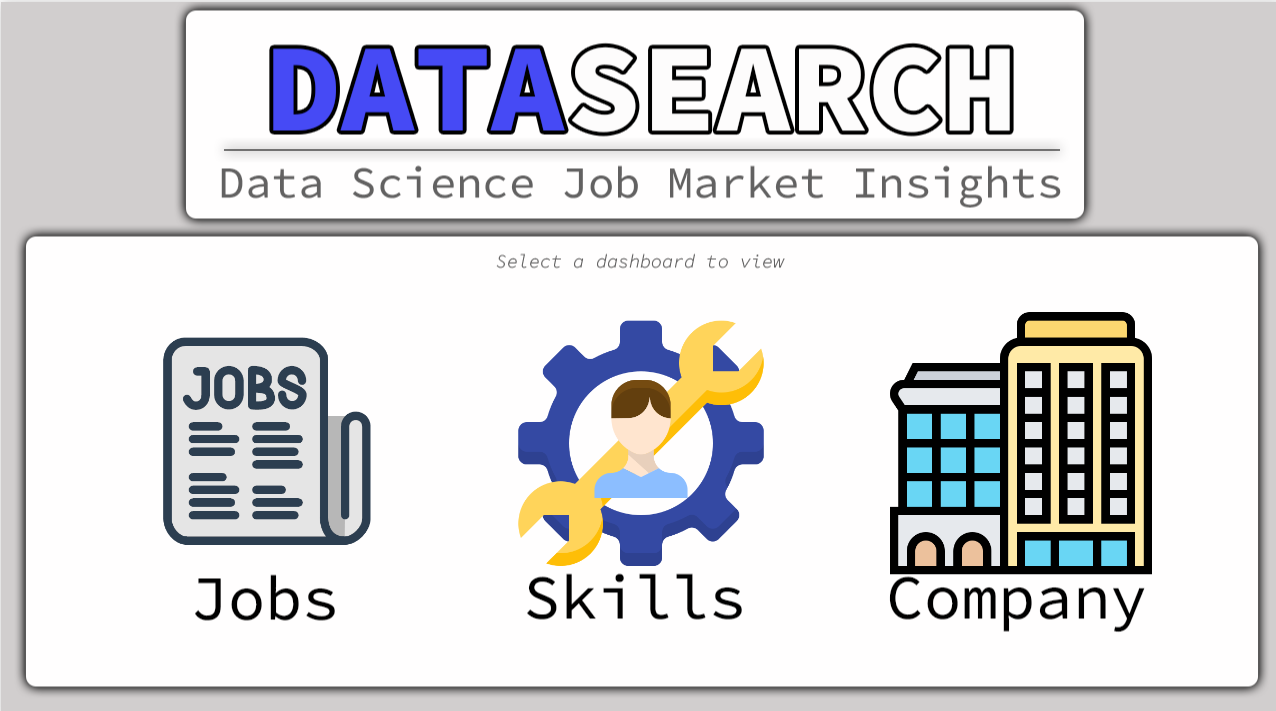 DATASEARCH
Data Science Job Market Insights
Select a dashboard to view
JOBS
Jobs
Skills
Company